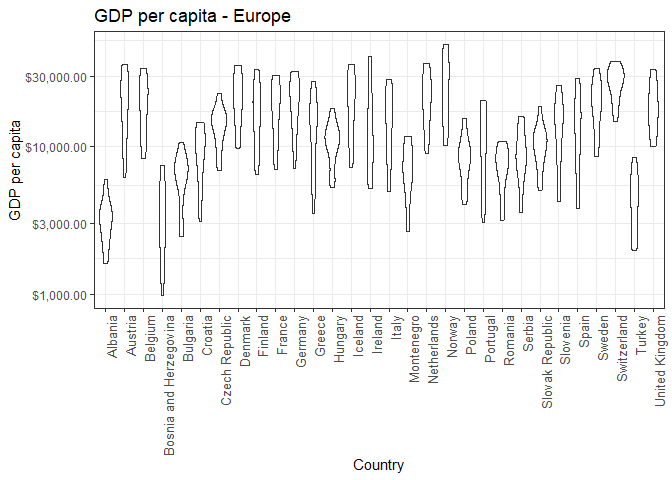 GDP per capita - Europe
GDP per capita
$30,000.00
$10,000.00
$3,000.00
$1,000.00
Albania
Austria
Belgium
Bosnia and Herzegovina
Bulgaria
Croatia
Czech Republic
Denmark
Finland
France
Germany
Greece
Hungary
Iceland
Ireland
Italy
Montenegro
Netherlands
Norway
Poland
Portugal
Romania
Serbia
Slovak Republic
Slovenia
Spain
Sweden
Switzerland
Turkey
United Kingdom
Country